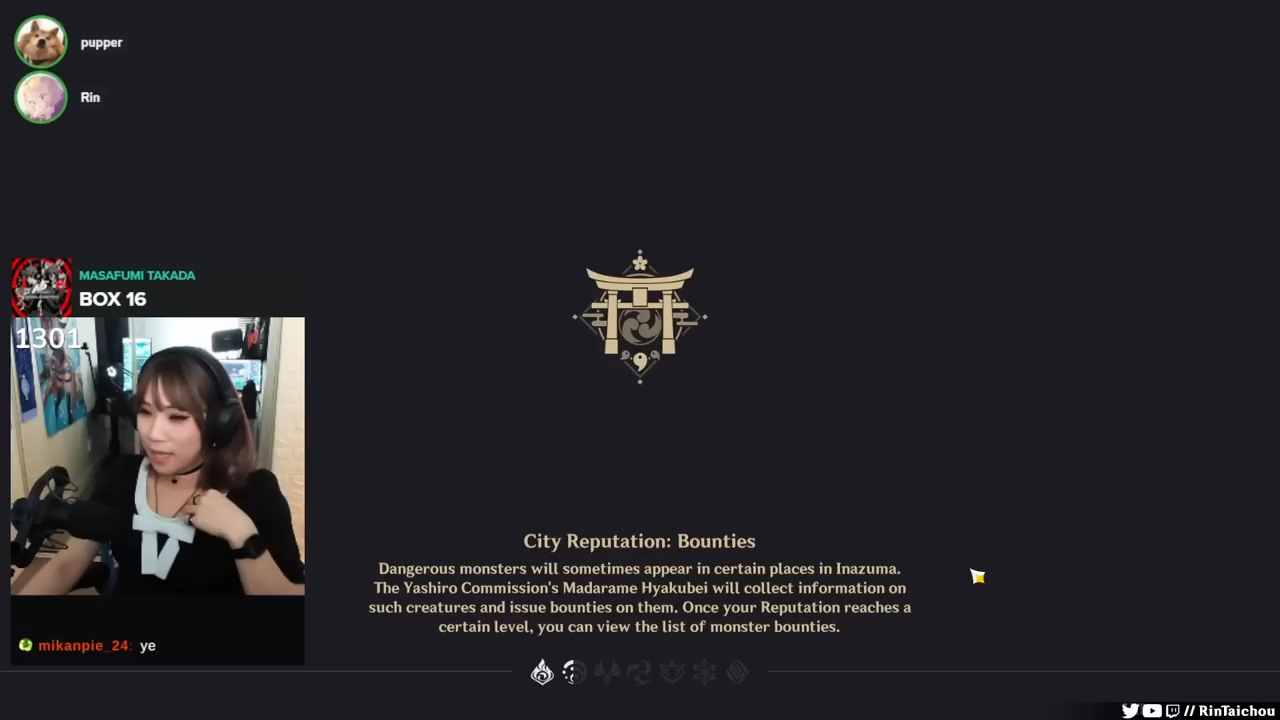 pupper
Rin
MASAFUMI TAKADA
BOX 16
1301
City Reputation: Bounties
Dangerous monsters will sometimes appear in certain places in Inazuma.
The Yashiro Commission's Madarame Hyakubei will collect information on
such creatures and issue bounties on them. Once your Reputation reaches a
certain level, you can view the list of monster bounties.
mikanpie_24: ye
// RinTaichou